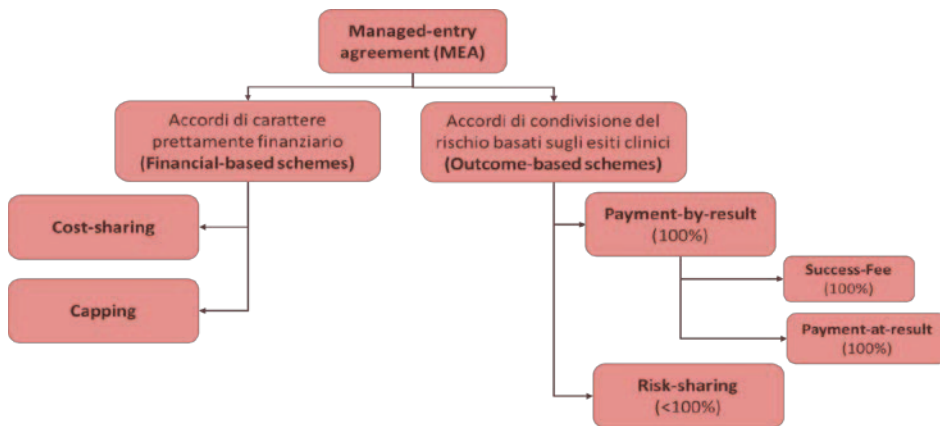 Managed-entry
agreement (MEA)
Accordi di carattere
prettamente finanziario
(Financial-based schemes)
Accordi di condivisione del
rischio basati sugli esiti clinici
(Outcome-based schemes)
Cost-sharing
Capping
Payment-by-result
(100%)
Success-Fee
(100%)
Payment-at-result
(100%)
Risk-sharing
(<100%)